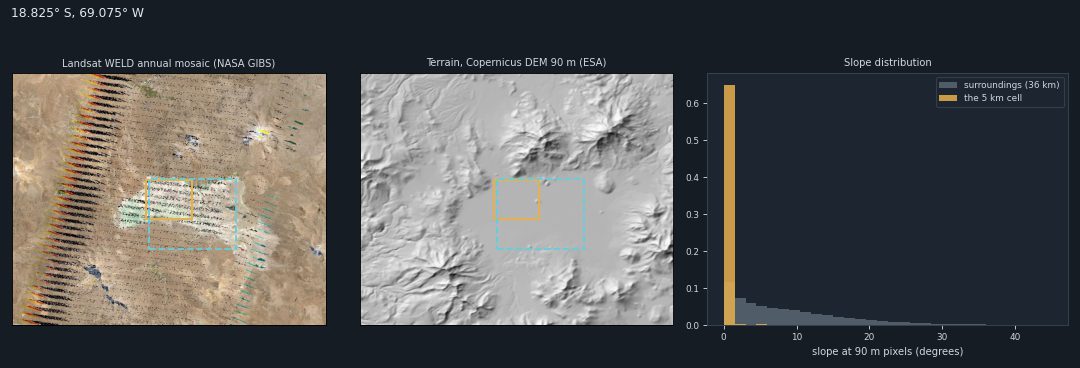 18.825° S, 69.075° W
Landsat WELD annual mosaic (NASA GIBS)
Terrain, Copernicus DEM 90 m (ESA)
Slope distribution
surroundings (36 km)
the 5 km cell
0.6
0.5
0.4
0.3
0.2
0.1
0.0
0 10 20 30 40
slope at 90 m pixels (degrees)